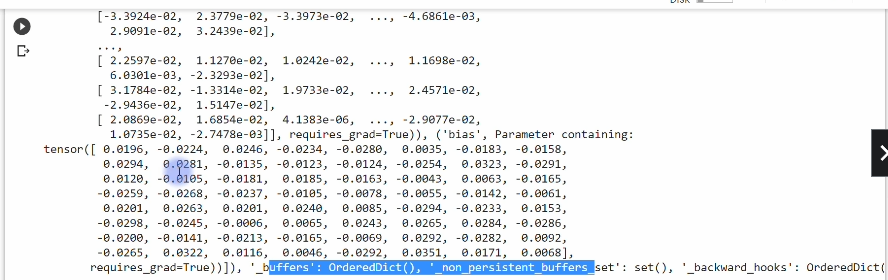 Disk
[-3.3924e-02, 2.3779e-02, -3.3973e-02, ..., -4.6861e-03,
2.9091e-02, 3.2439e-02],
...,
[ 2.2597e-02, 1.1270e-02, 1.0242e-02, ..., 1.1698e-02,
6.0301e-03, -2.3293e-02],
[ 3.1784e-02, -1.3314e-02, 1.9733e-02, ..., 2.4571e-02,
-2.9436e-02, 1.5147e-02],
[ 2.0869e-02, 1.6854e-02, 4.1383e-06, ..., -2.9077e-02,
1.0735e-02, -2.7478e-03]], requires_grad=True)), ('bias', Parameter containing:
tensor([ 0.0196, -0.0224, 0.0246, -0.0234, -0.0280, 0.0035, -0.0183, -0.0158,
0.0294, 0.0281, -0.0135, -0.0123, -0.0124, -0.0254, 0.0323, -0.0291,
0.0120, -0.0105, -0.0181, 0.0185, -0.0163, -0.0043, 0.0063, -0.0165,
-0.0259, -0.0268, -0.0237, -0.0105, -0.0078, -0.0055, -0.0142, -0.0061,
0.0201, 0.0263, 0.0201, 0.0240, 0.0085, -0.0294, -0.0233, 0.0153,
-0.0298, -0.0245, -0.0006, 0.0065, 0.0243, 0.0265, 0.0284, -0.0286,
-0.0200, -0.0141, -0.0213, -0.0165, -0.0069, 0.0292, -0.0282, 0.0092,
-0.0265, 0.0322, 0.0116, 0.0046, -0.0292, 0.0351, 0.0171, 0.0068],
requires_grad=True))]), '_buffers': OrderedDict(), '_non_persistent_buffers_set': set(), '_backward_hooks': OrderedDict(